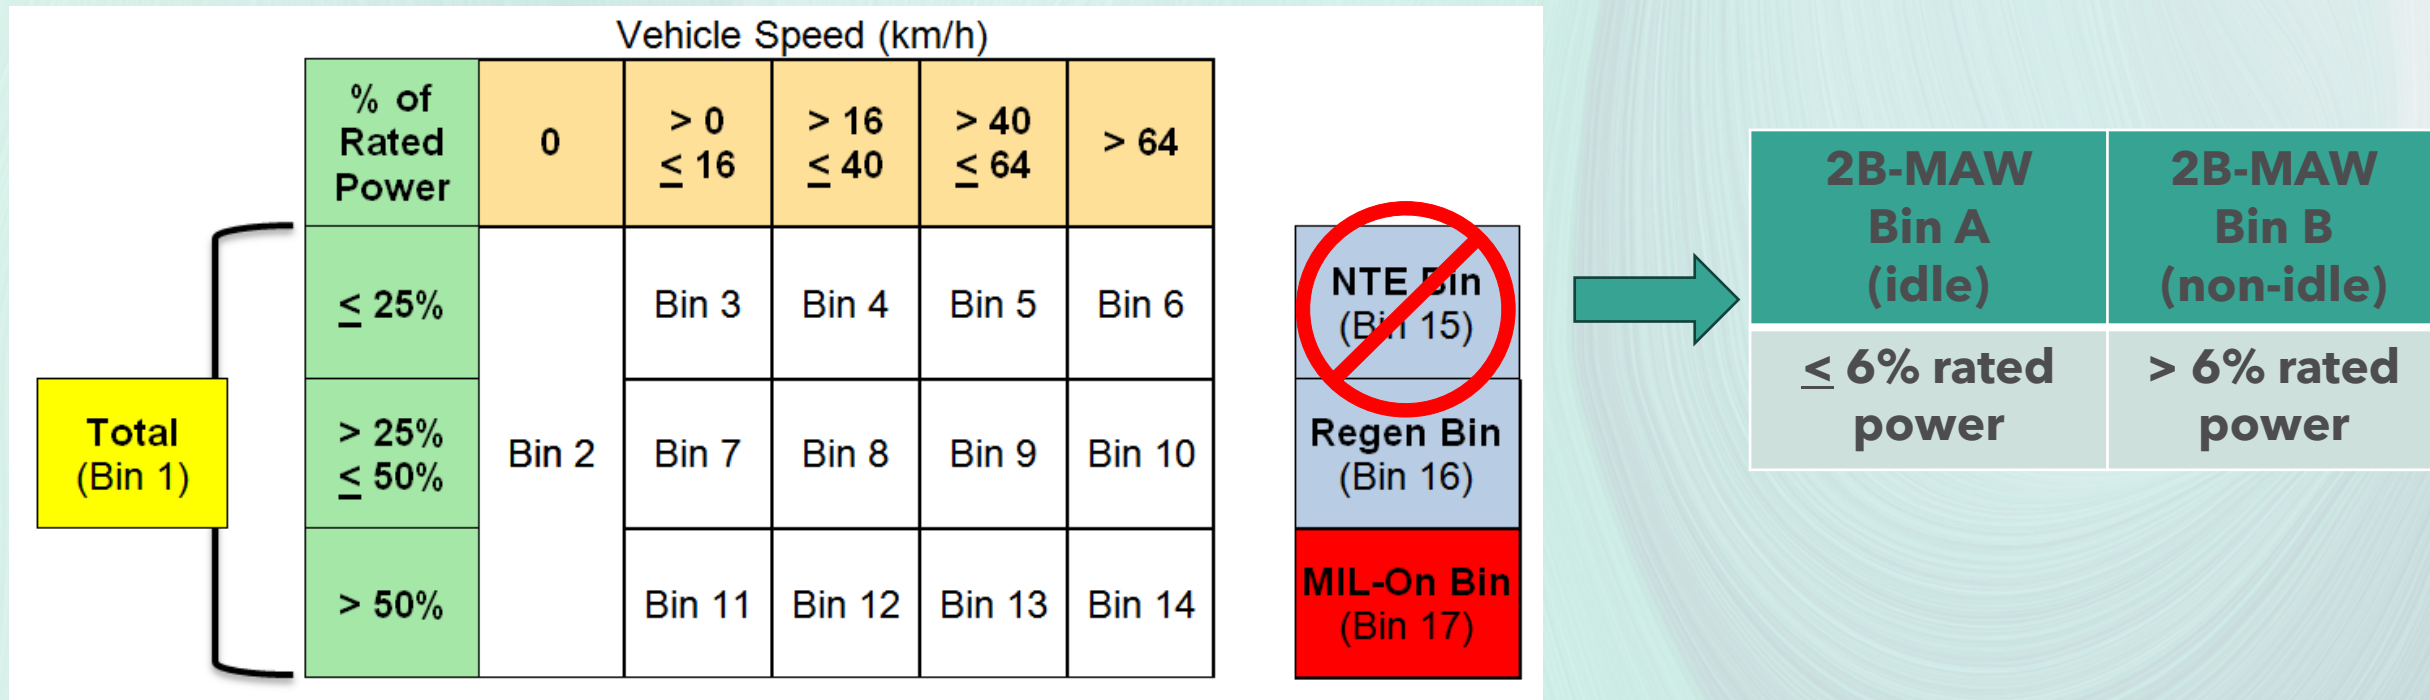 Vehicle Speed (km/h)
% of
Rated
Power
0
> 0
≤ 16
> 16
≤ 40
> 40
≤ 64
> 64
≤ 25%
Bin 3
Bin 4
Bin 5
Bin 6
> 25%
≤ 50%
Bin 2
Bin 7
Bin 8
Bin 9
Bin 10
> 50%
Bin 11
Bin 12
Bin 13
Bin 14
Total
(Bin 1)
NTE Bin
(Bin 15)
Regen Bin
(Bin 16)
MIL-On Bin
(Bin 17)
2B-MAW
Bin A
(idle)
2B-MAW
Bin B
(non-idle)
≤ 6% rated
power
> 6% rated
power